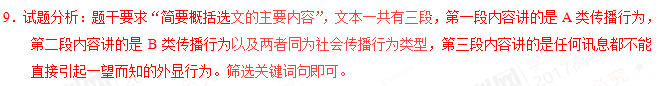 9．试题分析：题干要求“简要概括选文的主要内容”，文本一共有三段，第一段内容讲的是 A 类传播行为，
第二段内容讲的是 B 类传播行为以及两者同为社会传播行为类型，第三段内容讲的是任何讯息都不能
直接引起一望而知的外显行为。筛选关键词句即可。